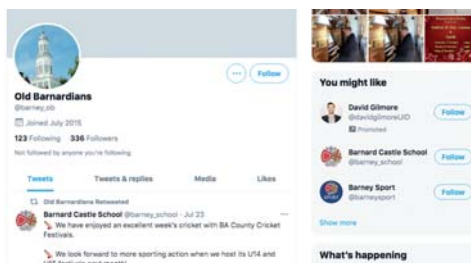 Follow
Old Barnardians
@barney_ob
Joined July 2015
123 Following 336 Followers
Not followed by anyone you're following
Tweets Tweets & replies Media Likes
Old Barnardians Retweeted
Barnard Castle School @barney_school · Jul 23
We have enjoyed an excellent week's cricket with BA County Cricket
Festivals.
We look forward to more sporting action when we host its U14 and
You might like
David Gilmore
@davidgilmoreUID
Promoted
Follow
Barnard Castle School
@barney_school
Follow
Barney Sport
@barneysport
Follow
Show more
What's happening